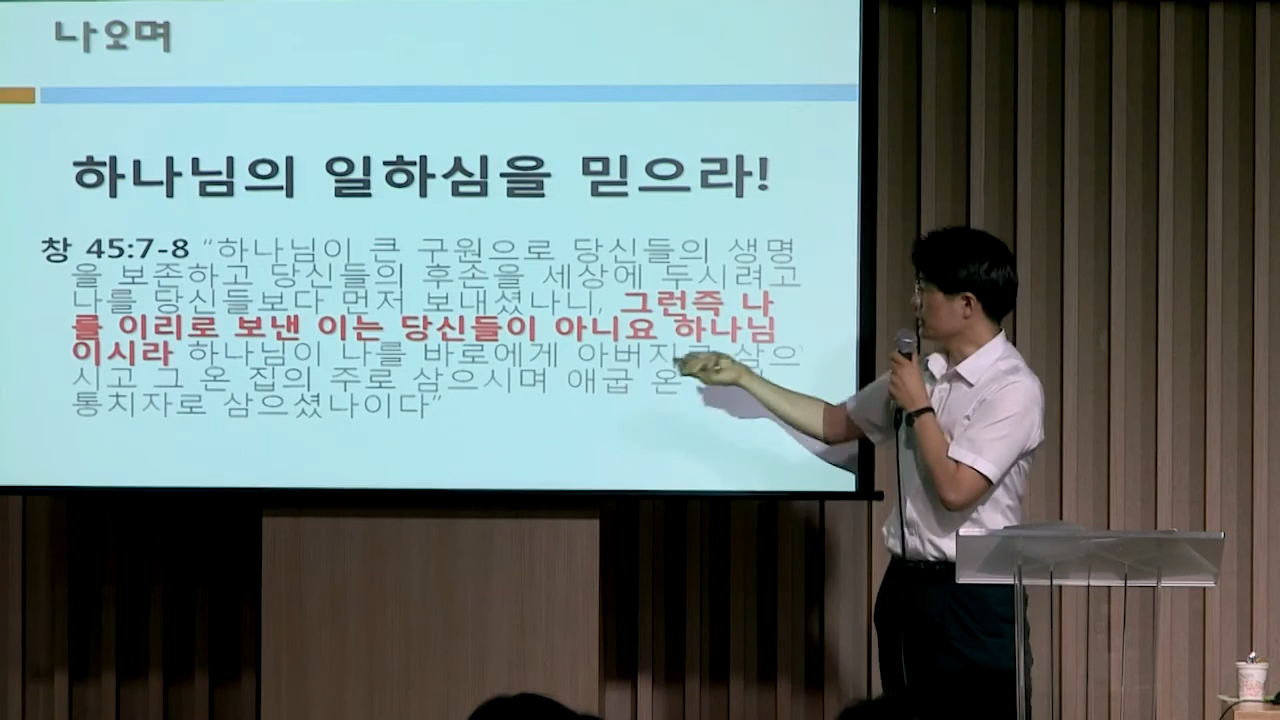 나오며
하나님의 일하심을 믿으라!
창 45:7-8 “하나님이 큰 구원으로 당신들의 생명
을 보존하고 당신들의 후손을 세상에 두시려고
나를 당신들보다 먼저 보내셨나니, 그런즉 나
를 이리로 보낸 이는 당신들이 아니요 하나님
이시라 하나님이 나를 바로에게 아버지로 삼으
시고 그 온 집의 주로 삼으시며 애굽 온
통치자로 삼으셨나이다”